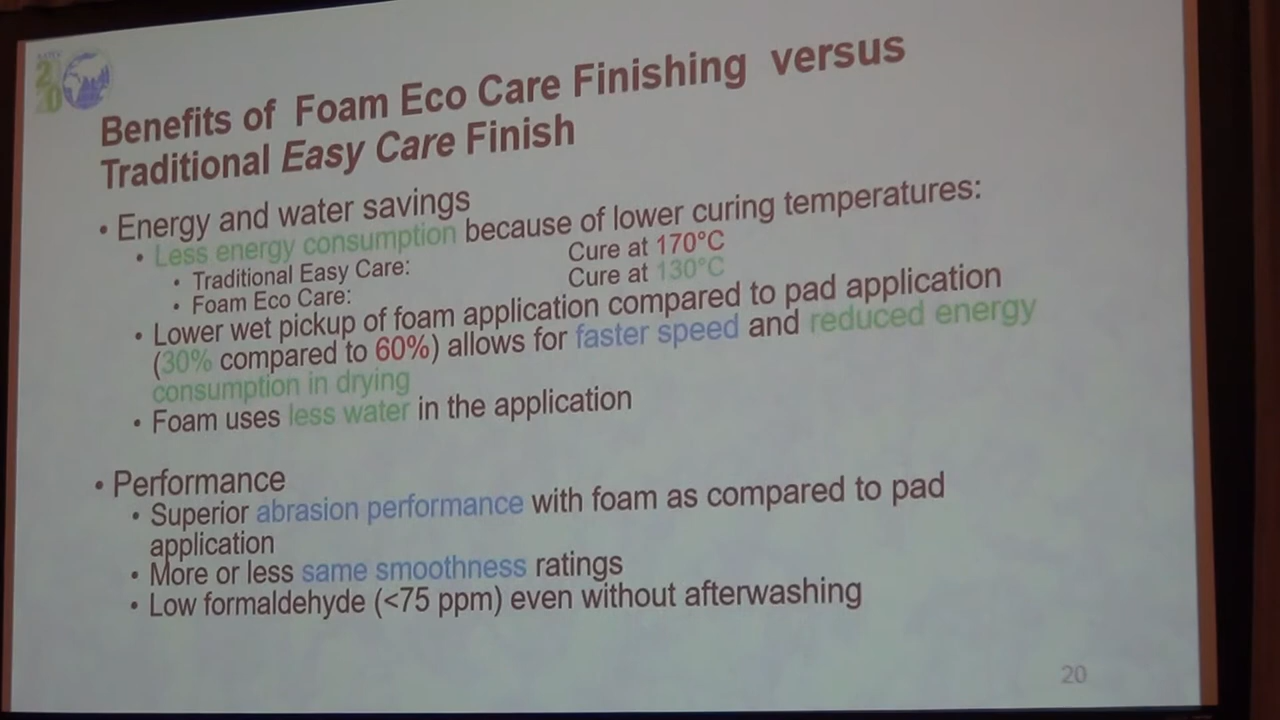 Benefits of Foam Eco Care Finishing versus
Traditional Easy Care Finish
• Energy and water savings
• Less energy consumption because of lower curing temperatures:
• Traditional Easy Care: Cure at 170°C
• Foam Eco Care: Cure at 130°C
• Lower wet pickup of foam application compared to pad application
(30% compared to 60%) allows for faster speed and reduced energy
consumption in drying
• Foam uses less water in the application
• Performance
• Superior abrasion performance with foam as compared to pad
application
• More or less same smoothness ratings
• Low formaldehyde (<75 ppm) even without afterwashing
20